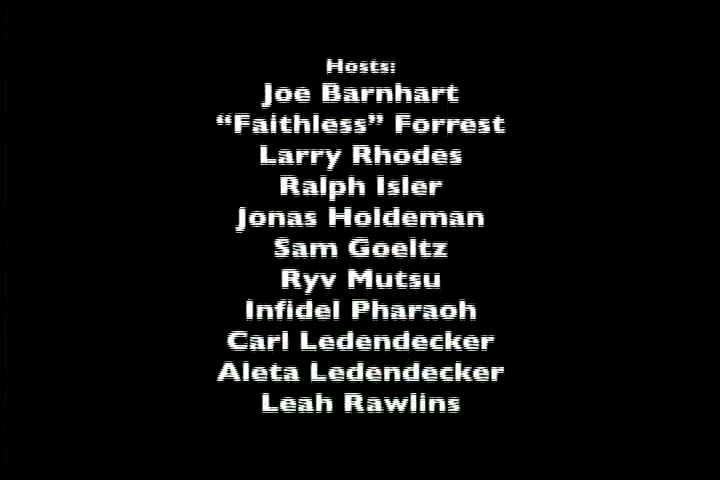 Hosts:
Joe Barnhart
“Faithless” Forrest
Larry Rhodes
Ralph Isler
Jonas Holdeman
Sam Goeltz
Ryv Mutsu
Infidel Pharaoh
Carl Ledendecker
Aleta Ledendecker
Leah Rawlins